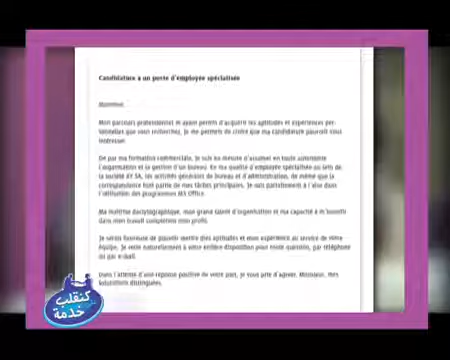 Candidature à un poste d'employée spécialisée
Monsieur,
Mon parcours professionnel m'ayant permis d'acquérir les aptitudes et expériences per-
sonnelles que vous recherchez, je me permets de croire que ma candidature pourrait vous
intéresser.
De par ma formation commerciale, je suis en mesure d'assumer en toute autonomie
l'organisation et la gestion d'un bureau. En ma qualité d'employée spécialisée au sein de
la société AY SA, les activités générales de bureau et d'administration, de même que la
correspondance font partie de mes tâches principales. Je suis parfaitement à l'aise dans
l'utilisation des programmes MS Office.
Ma maîtrise dactylographique, mon grand talent d'organisation et ma capacité à m'investir
dans mon travail complètent mon profil.
Je serais heureuse de pouvoir mettre mes aptitudes et mon expérience au service de votre
équipe. Je reste naturellement à votre entière disposition pour toute question, par téléphone
ou par e-mail.
Dans l'attente d'une réponse positive de votre part, je vous prie d'agréer, Monsieur, mes
salutations distinguées.
كنقلب
خدمة